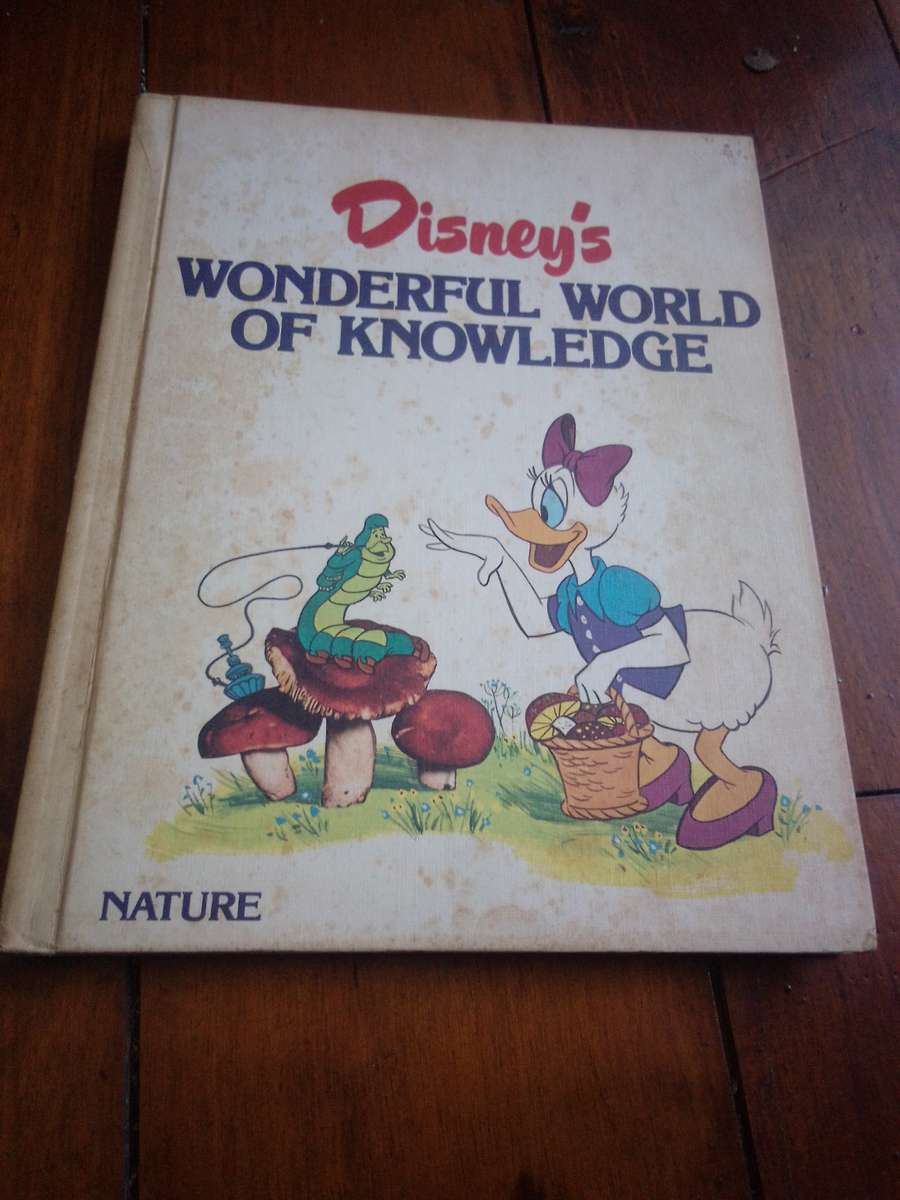 Disney's
WONDERFUL WORLD
OF KNOWLEDGE
NATURE